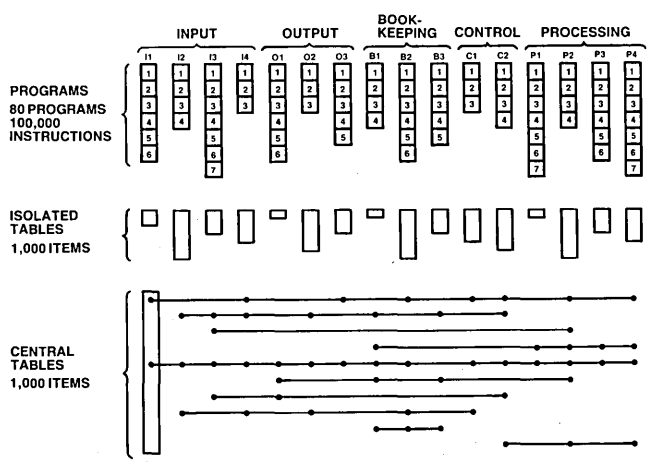 INPUT OUTPUT BOOK-
KEEPING CONTROL PROCESSING
I1 I2 I3 I4 O1 O2 O3 B1 B2 B3 C1 C2 P1 P2 P3 P4
1 1 1 1 1 1 1 1 1 1 1 1 1 1 1 1
2 2 2 2 2 2 2 2 2 2 2 2 2 2 2 2
3 3 3 3 3 3 3 3 3 3 3 3 3 3 3 3
4 4 4 4 4 4 4 4 4 4 4 4 4
5 5 5 5 5 5 5 5 5
6 6 6 6 6 6 6
7 7 7
PROGRAMS
80 PROGRAMS
100,000
INSTRUCTIONS
ISOLATED
TABLES
1,000 ITEMS
CENTRAL
TABLES
1,000 ITEMS